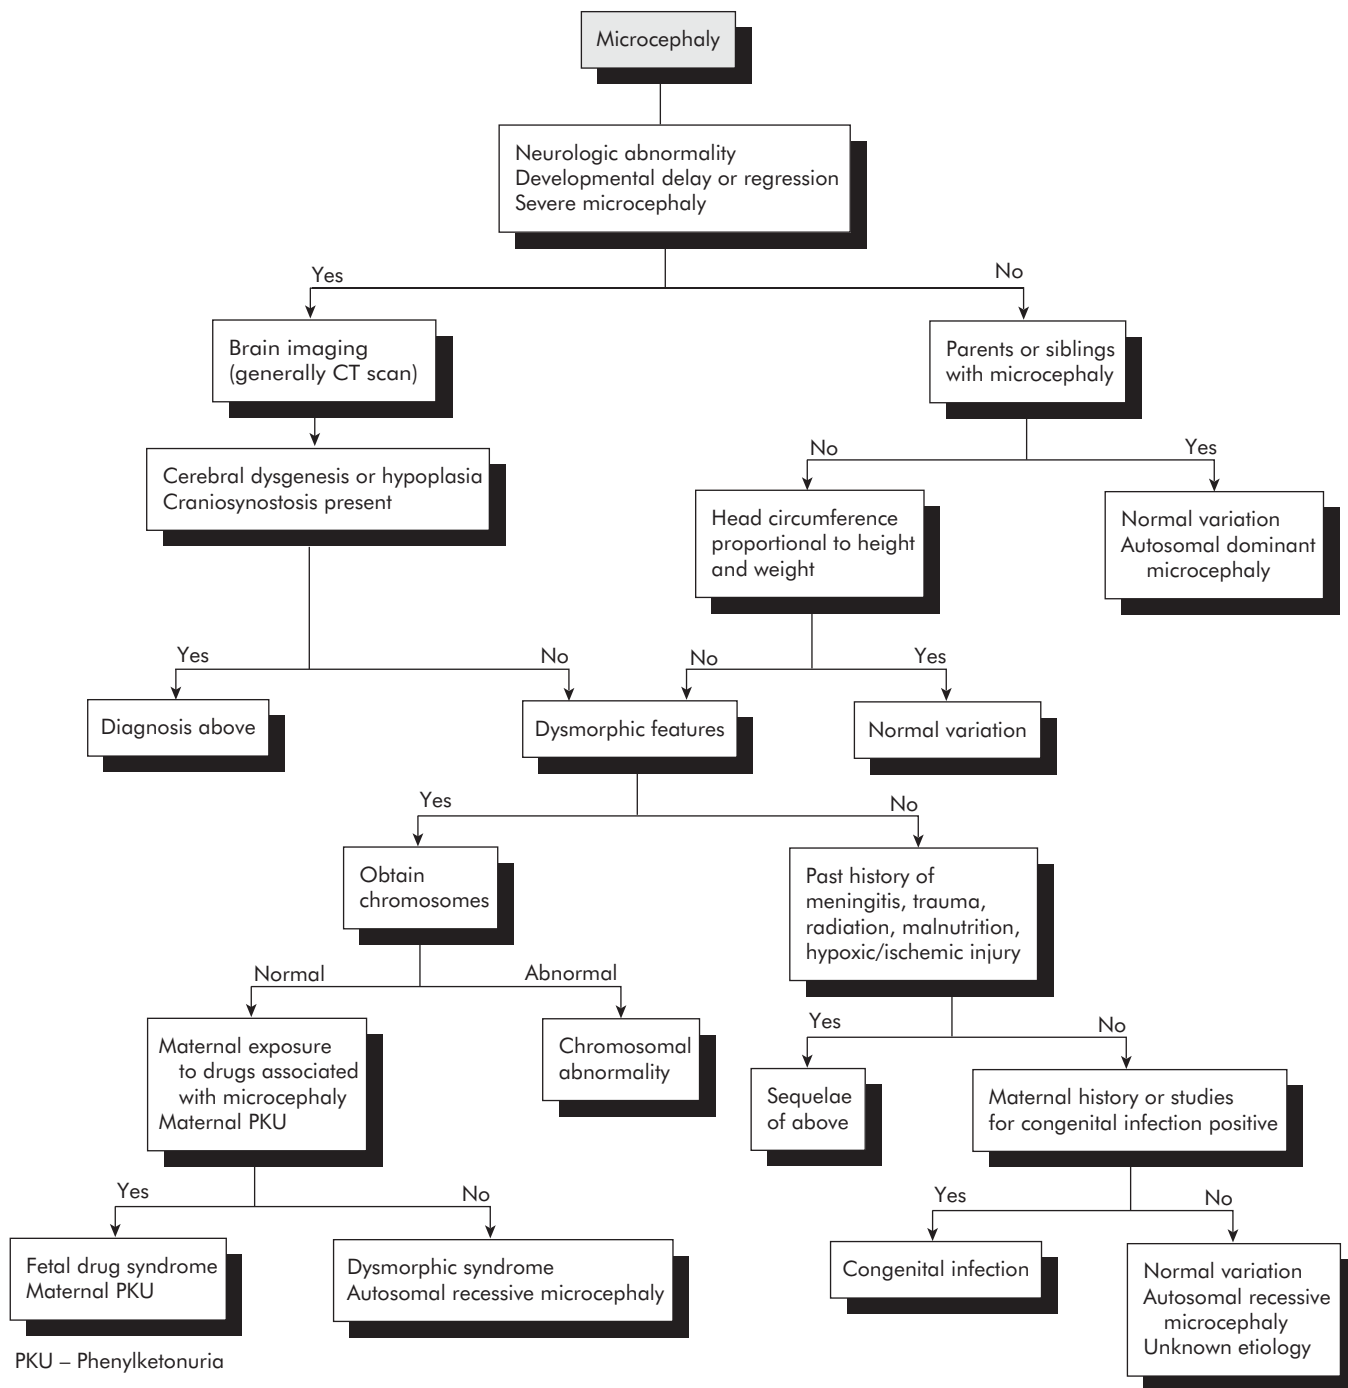 Microcephaly
Neurologic abnormality
Developmental delay or regression
Severe microcephaly
Yes
No
Brain imaging
(generally CT scan)
Parents or siblings
with microcephaly
No
Yes
Cerebral dysgenesis or hypoplasia
Craniosynostosis present
Head circumference
proportional to height
and weight
Normal variation
Autosomal dominant
microcephaly
Yes
No
No
Yes
Diagnosis above
Dysmorphic features
Normal variation
Yes
No
Obtain
chromosomes
Past history of
meningitis, trauma,
radiation, malnutrition,
hypoxic/ischemic injury
Normal
Abnormal
Maternal exposure
to drugs associated
with microcephaly
Maternal PKU
Chromosomal
abnormality
Yes
No
Sequelae
of above
Maternal history or studies
for congenital infection positive
Yes
No
Yes
No
Fetal drug syndrome
Maternal PKU
Dysmorphic syndrome
Autosomal recessive microcephaly
Congenital infection
Normal variation
Autosomal recessive
microcephaly
Unknown etiology
PKU – Phenylketonuria